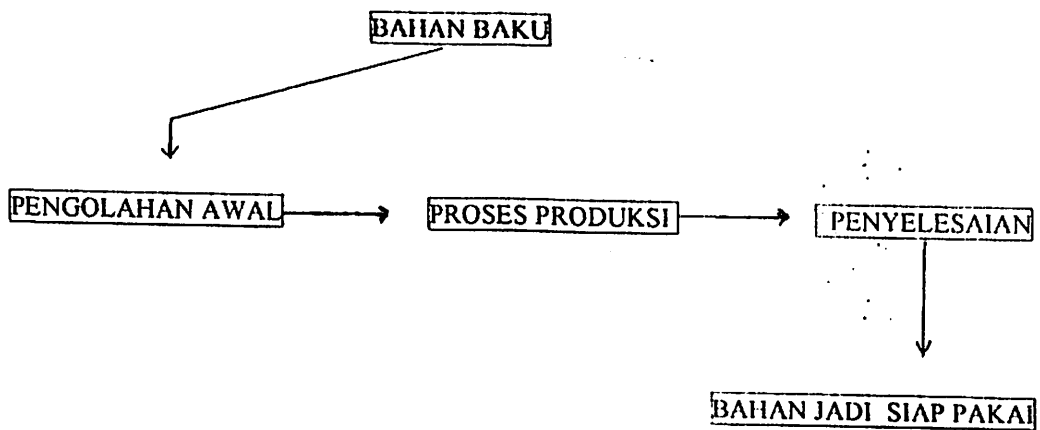 BAHAN BAKU
PENGOLAHAN AWAL
PROSES PRODUKSI
PENYELESAIAN
BAHAN JADI SIAP PAKAI